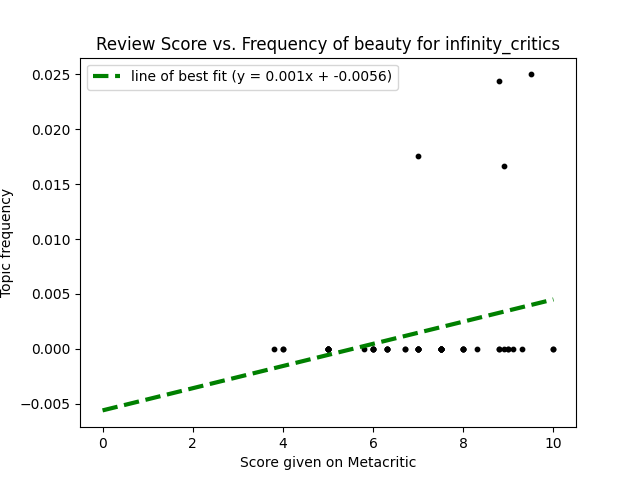 Review Score vs. Frequency of beauty for infinity_critics
line of best fit (y = 0.001x + -0.0056)
0.025
0.020
0.015
0.010
0.005
0.000
−0.005
Topic frequency
0 2 4 6 8 10
Score given on Metacritic